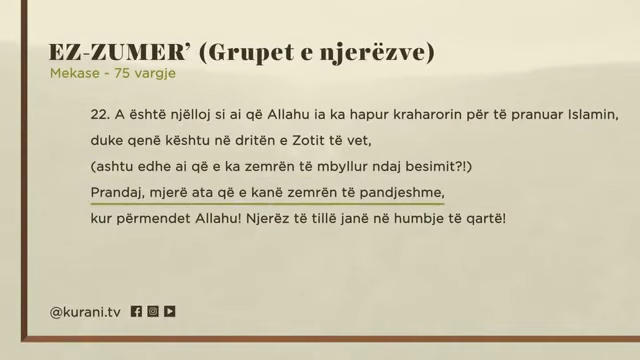 EZ-ZUMER’ (Grupet e njerëzve)
Mekase - 75 vargje
22. A është njëlloj si ai që Allahu ia ka hapur kraharorin për të pranuar Islamin,
duke qenë kështu në dritën e Zotit të vet,
(ashtu edhe ai që e ka zemrën të mbyllur ndaj besimit?!)
Prandaj, mjerë ata që e kanë zemrën të pandjeshme,
kur përmendet Allahu! Njerëz të tillë janë në humbje të qartë!
@kurani.tv